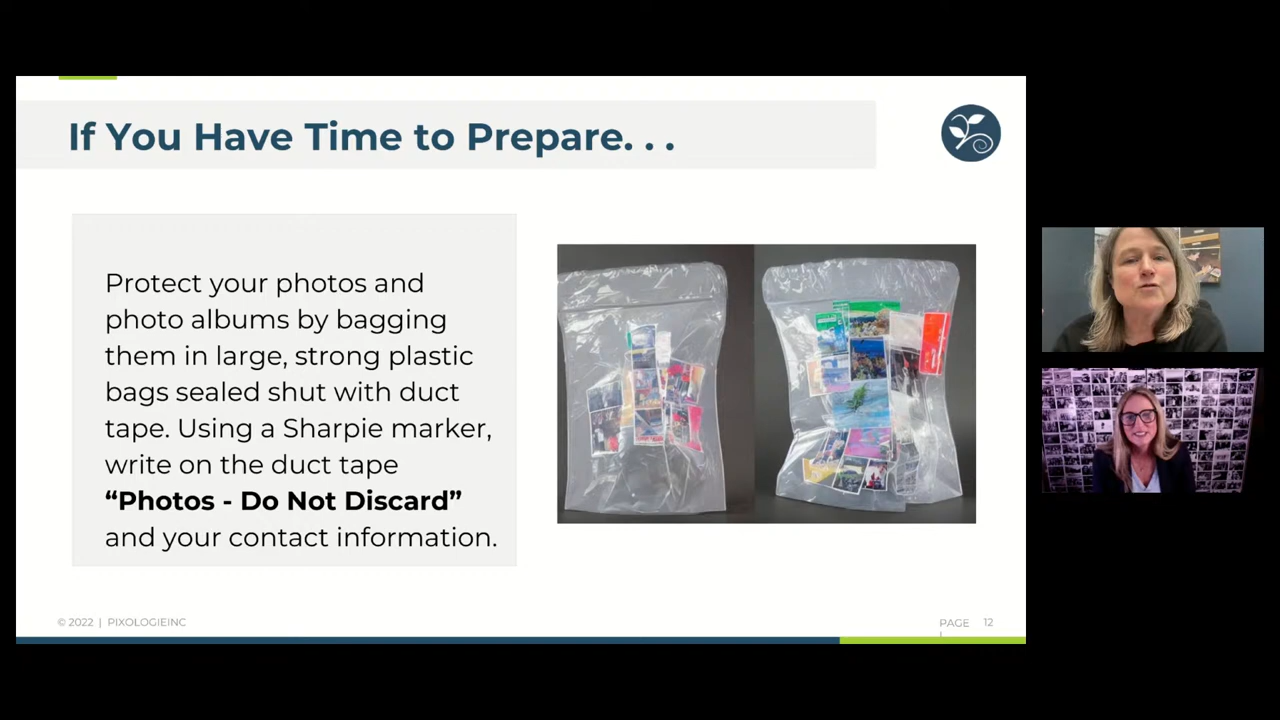 If You Have Time to Prepare. . .
Protect your photos and
photo albums by bagging
them in large, strong plastic
bags sealed shut with duct
tape. Using a Sharpie marker,
write on the duct tape
“Photos - Do Not Discard”
and your contact information.
© 2022 | PIXOLOGIEINC
PAGE 12